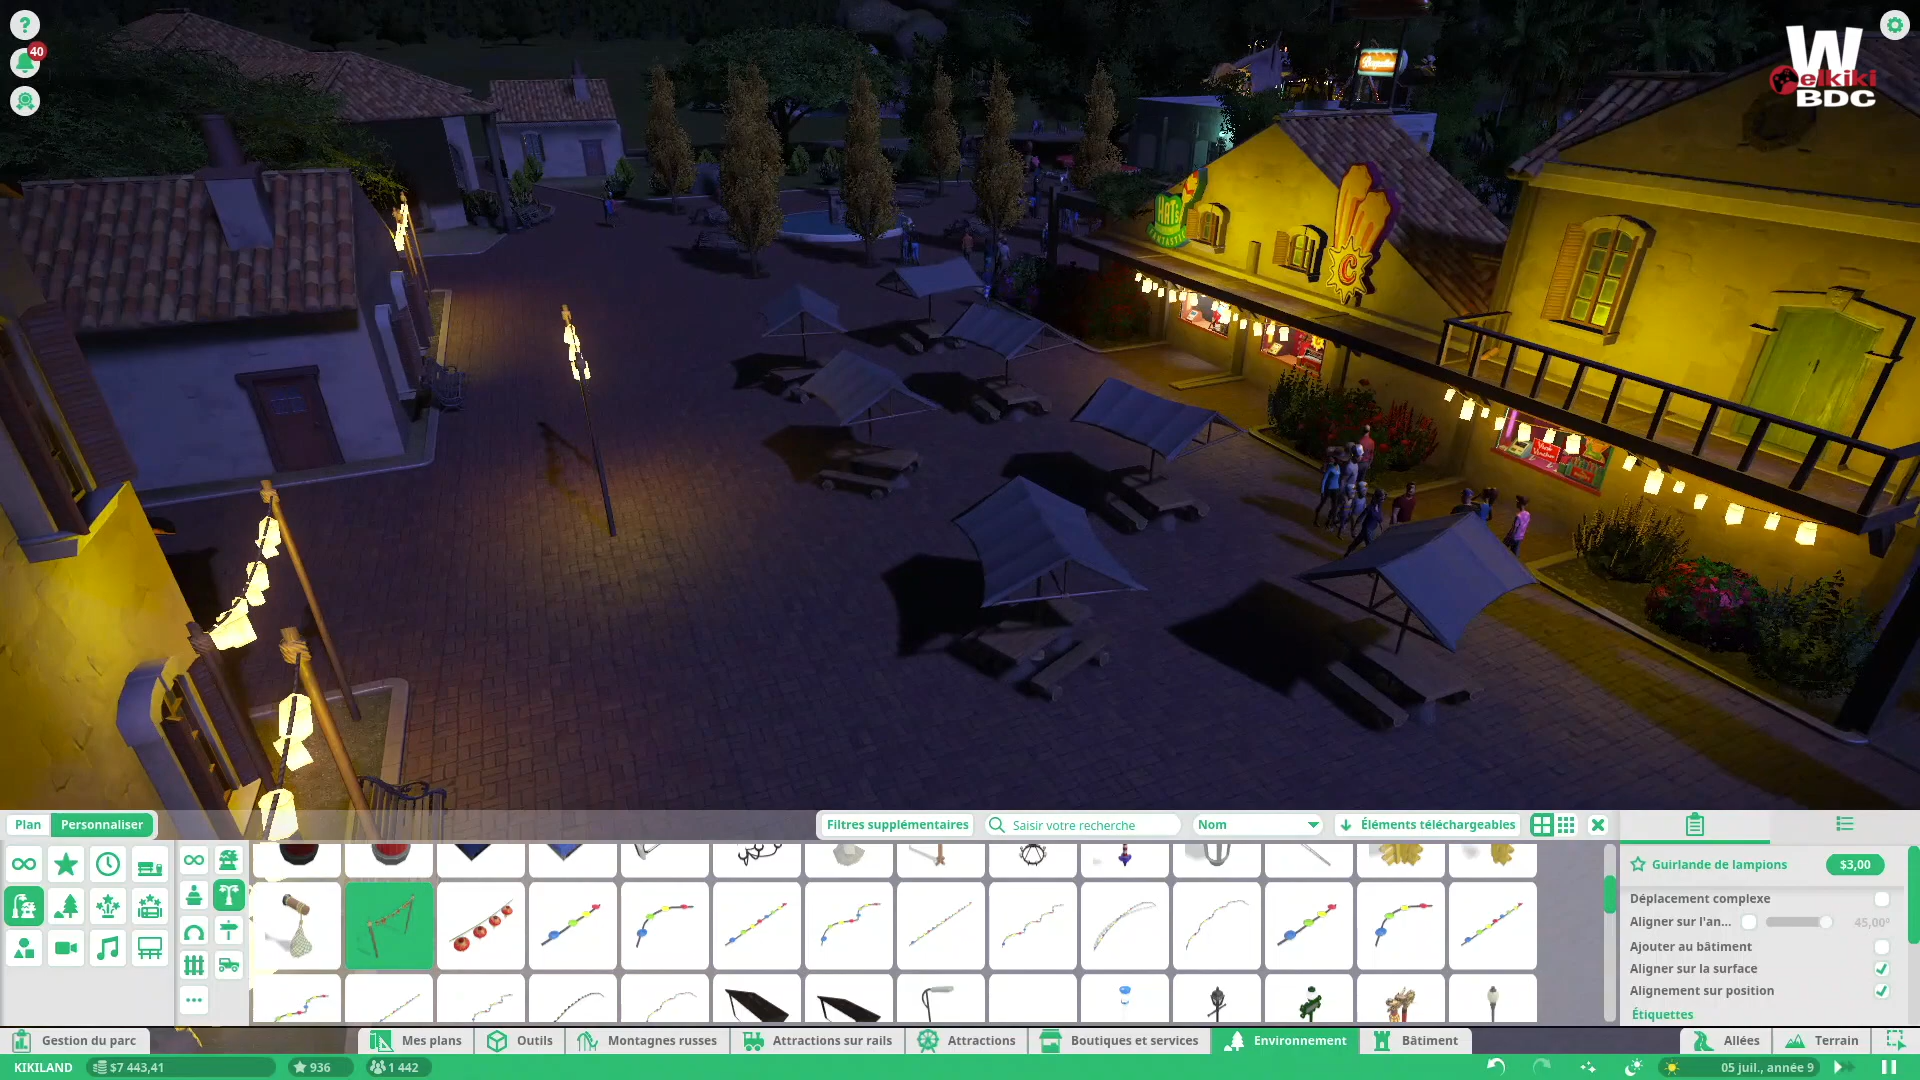 40
W
elkiki
BDC
HATS
FANTASTIC
C
Plan
Personnaliser
Filtres supplémentaires
Saisir votre recherche
Nom
Éléments téléchargeables
Guirlande de lampions
$3,00
Déplacement complexe
Aligner sur l'an...
45,00°
Ajouter au bâtiment
Aligner sur la surface
Alignement sur position
Étiquettes
Gestion du parc
Mes plans
Outils
Montagnes russes
Attractions sur rails
Attractions
Boutiques et services
Environnement
Bâtiment
Allées
Terrain
KIKILAND
$7 443,41
936
1 442
05 juil., année 9